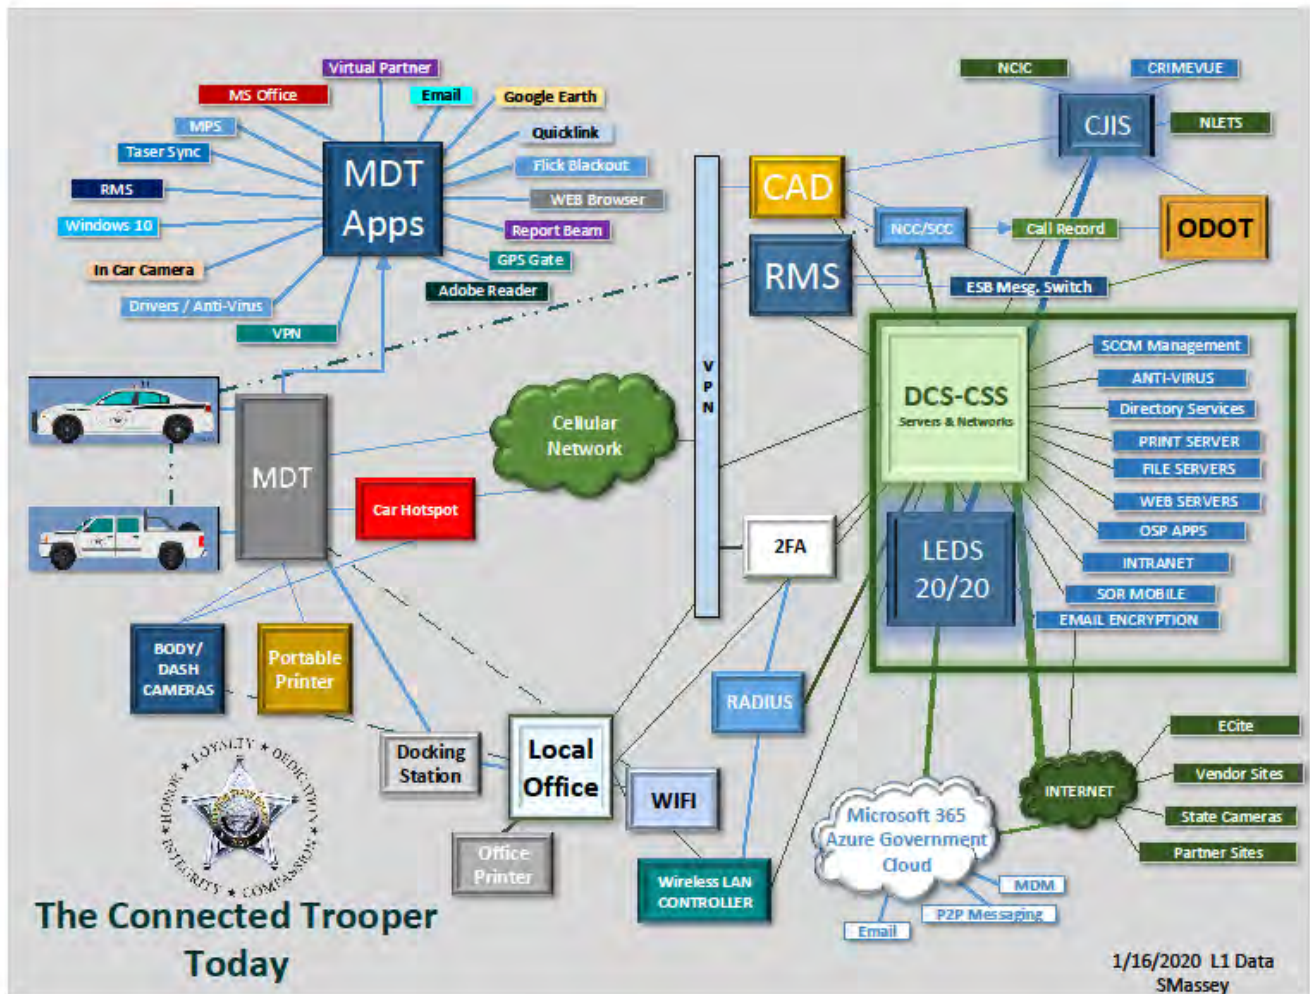 Virtual Partner
MS Office
Email
Google Earth
MPS
Quicklink
Taser Sync
Flick Blackout
RMS
WEB Browser
Windows 10
Report Beam
In Car Camera
GPS Gate
Drivers / Anti-Virus
Adobe Reader
VPN
MDT
Apps
NCIC
CRIMEVUE
CJIS
NLETS
CAD
NCC/SCC
Call Record
ODOT
RMS
ESB Mesg. Switch
VPN
DCS-CSS
Servers & Networks
SCCM Management
ANTI-VIRUS
Directory Services
PRINT SERVER
FILE SERVERS
WEB SERVERS
OSP APPS
INTRANET
SOR MOBILE
EMAIL ENCRYPTION
LEDS
20/20
Cellular
Network
MDT
Car Hotspot
2FA
BODY/
DASH
CAMERAS
Portable
Printer
RADIUS
Docking
Station
Local
Office
WIFI
Office
Printer
Wireless LAN
CONTROLLER
Microsoft 365
Azure Government
Cloud
MDM
P2P Messaging
Email
INTERNET
ECite
Vendor Sites
State Cameras
Partner Sites
HONOR ★ LOYALTY ★ DEDICATION
INTEGRITY ★ COMPASSION
The Connected Trooper
Today
1/16/2020 L1 Data
SMassey